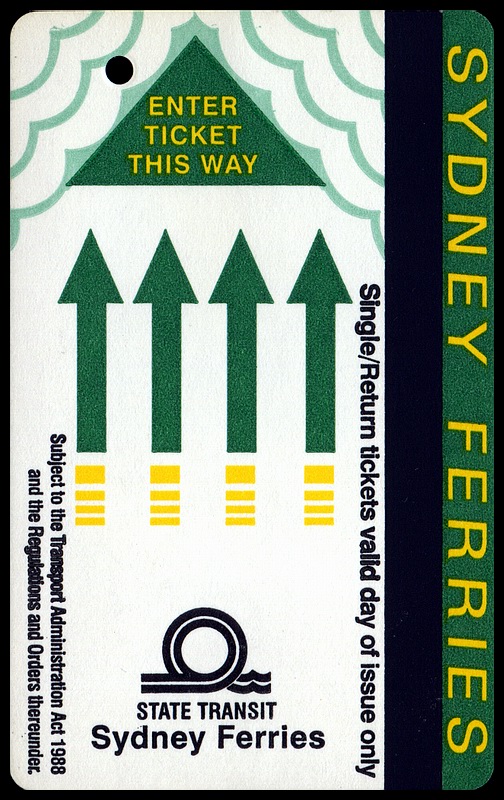 ENTER
TICKET
THIS WAY
SYDNEY FERRIES
Single/Return tickets valid day of issue only
Subject to the Transport Administration Act 1988
and the Regulations and Orders thereunder.
STATE TRANSIT
Sydney Ferries